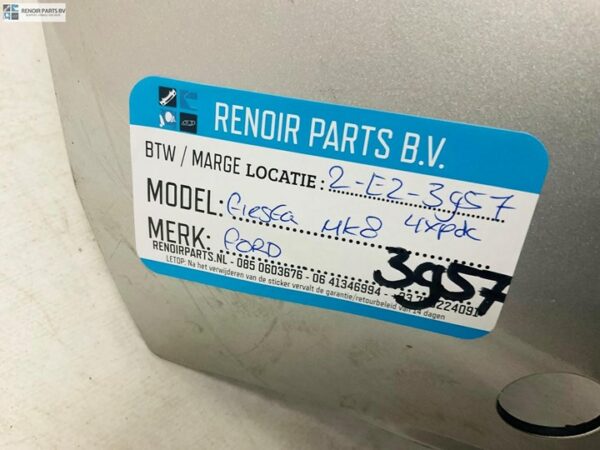 RENOIR PARTS BV
RENOIR PARTS B.V.
BTW / MARGE LOCATIE: 2-E2-3957
MODEL: Fiesta MK8 4xpdc
MERK: FORD
3957
RENOIRPARTS.NL - 085 0603676 - 06 41346994
LETOP: Na het verwijderen van de sticker vervalt de garantie/retourbeleid van 14 dagen